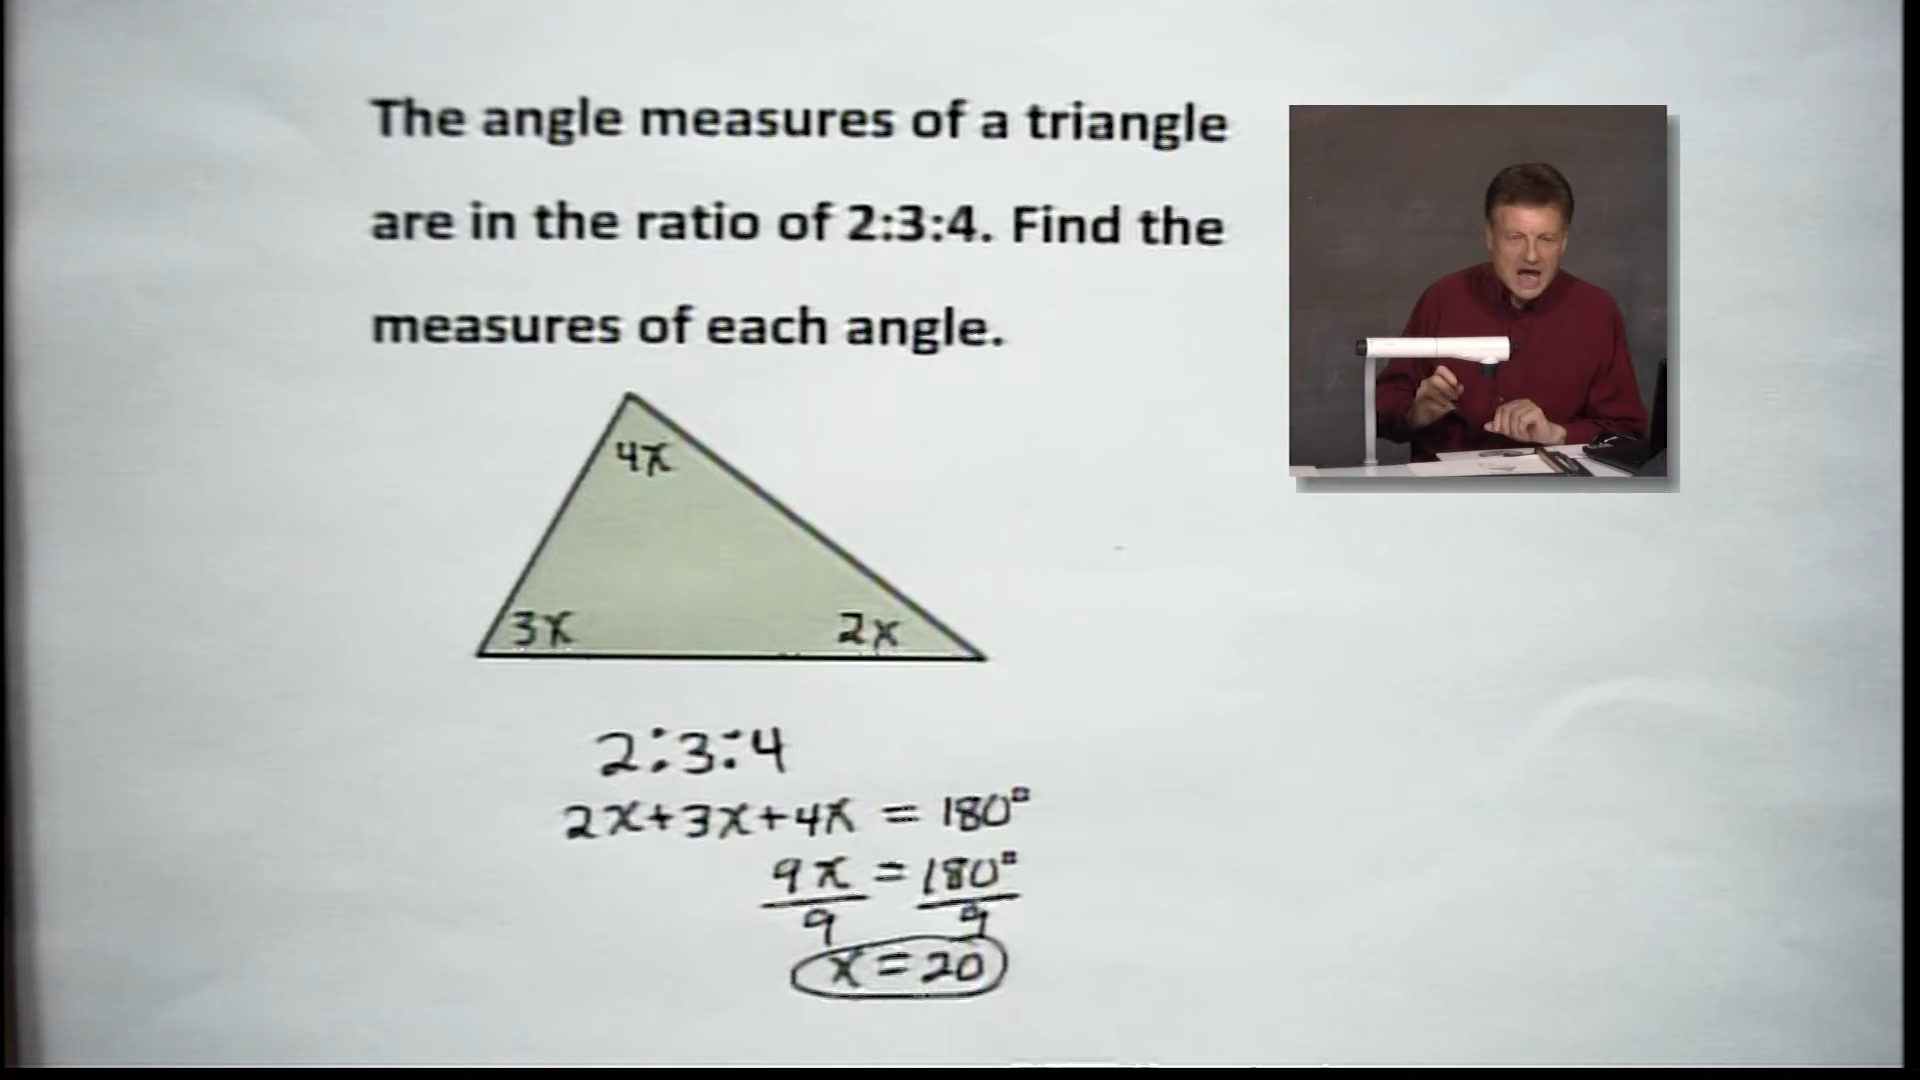 The angle measures of a triangle
are in the ratio of 2:3:4. Find the
measures of each angle.
4x
3x
2x
2:3:4
2x+3x+4x = 180°
9x = 180°
9 9
x = 20